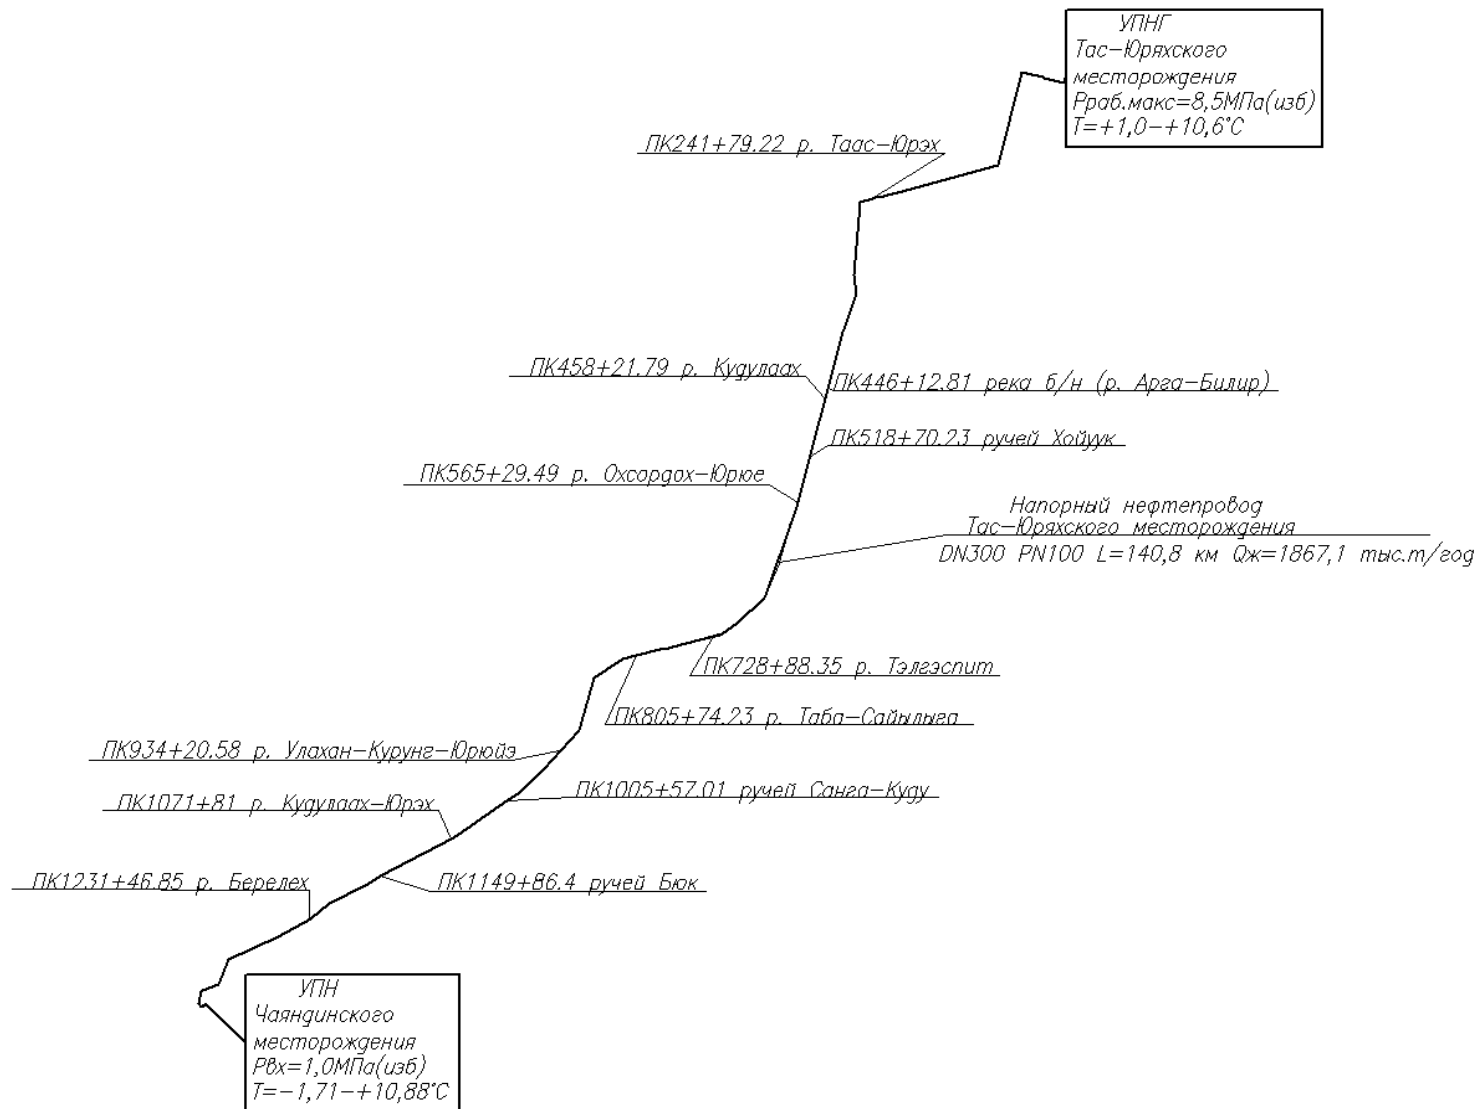 УПНГ
Тас-Юряхского
месторождения
Рраб.макс=8,5МПа(изб)
Т=+1,0-+10,6°С
ПК241+79.22 р. Таас-Юрэх
ПК458+21.79 р. Кудулаах
ПК446+12.81 река б/н (р. Арга-Билир)
ПК518+70.23 ручей Хойуук
ПК565+29.49 р. Охсордох-Юрюе
Напорный нефтепровод
Тас-Юряхского месторождения
DN300 PN100 L=140,8 км Qж=1867,1 тыс.т/год
ПК728+88.35 р. Тэлгэспит
ПК805+74.23 р. Таба-Сайылыга
ПК934+20.58 р. Улахан-Курунг-Юрюйэ
ПК1005+57.01 ручей Санга-Куду
ПК1071+81 р. Кудулаах-Юрэх
ПК1231+46.85 р. Берелех
ПК1149+86.4 ручей Бюк
УПН
Чаяндинского
месторождения
Рвх=1,0МПа(изб)
Т=-1,71-+10,88°С